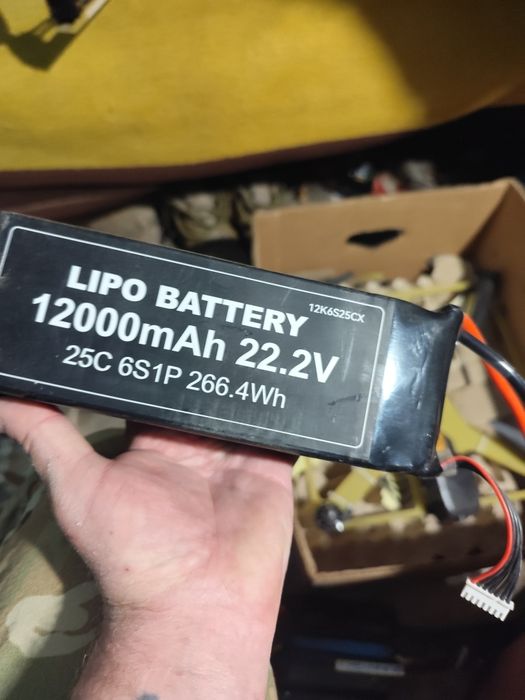 12K6S25CX
LIPO BATTERY
12000mAh 22.2V
25C 6S1P 266.4Wh